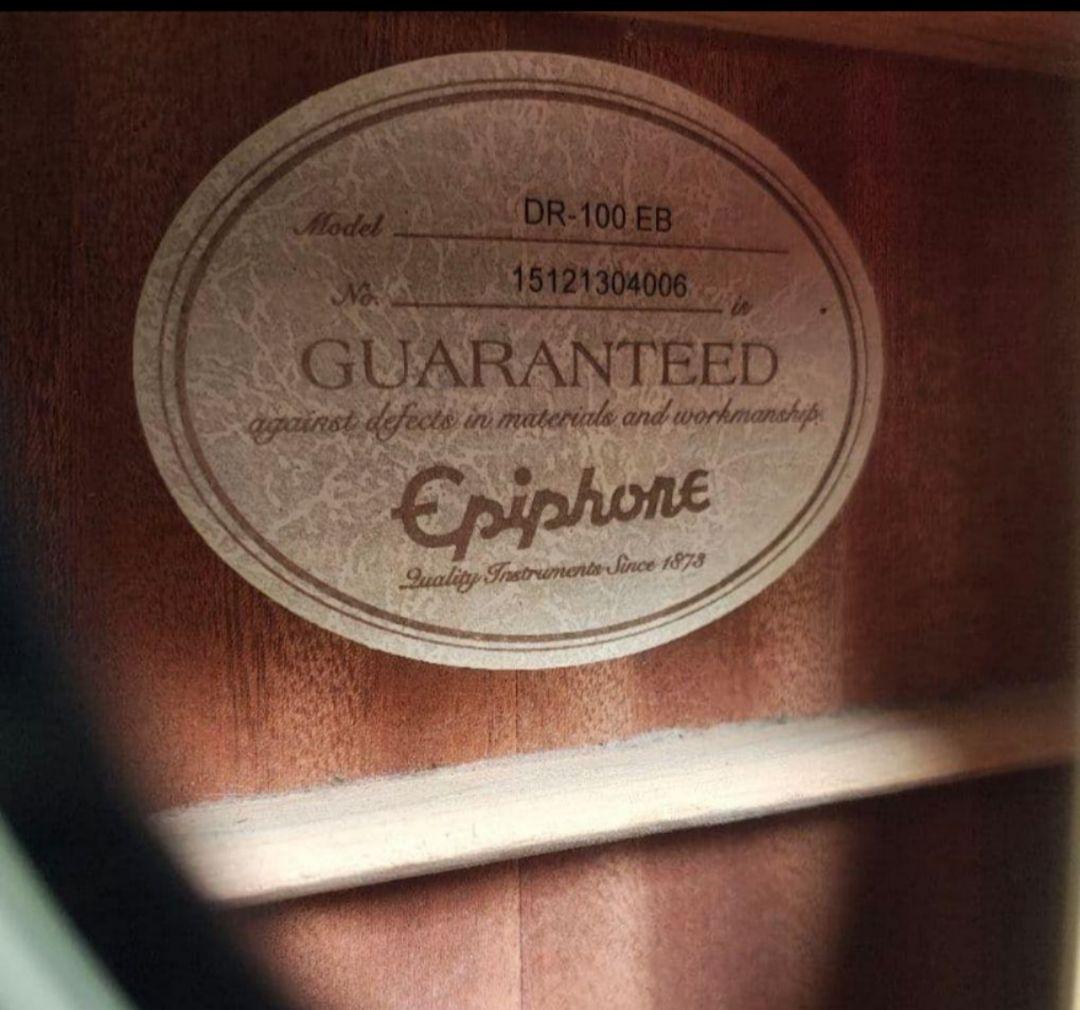 Model DR-100 EB
No. 15121304006 is
GUARANTEED
against defects in materials and workmanship.
Epiphone
Quality Instruments Since 1873